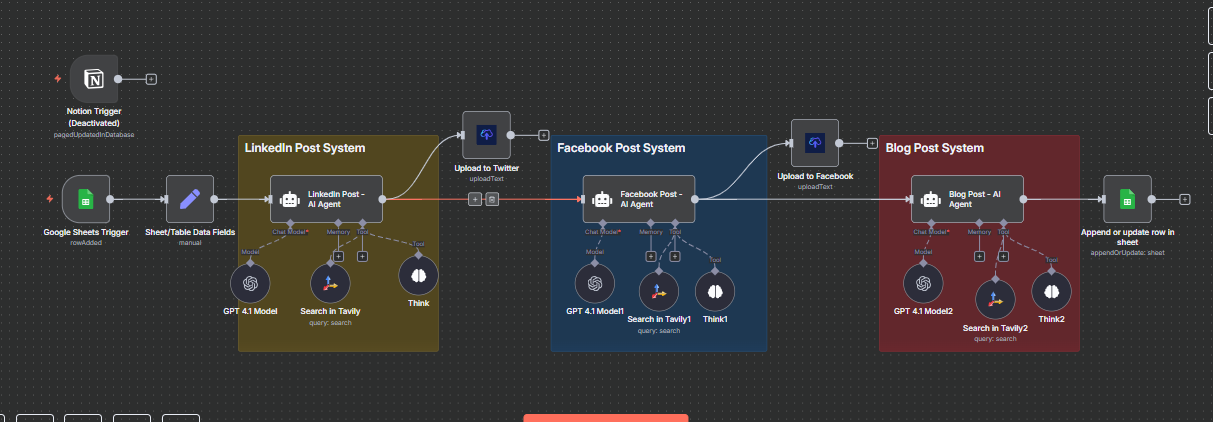 Notion Trigger
(Deactivated)
pagedUpdatedInDatabase
Google Sheets Trigger
rowAdded
Sheet/Table Data Fields
manual
LinkedIn Post System
LinkedIn Post -
AI Agent
Chat Model*
Memory
Tool
Model
Tool
GPT 4.1 Model
Search in Tavily
query: search
Think
Upload to Twitter
uploadText
Facebook Post System
Facebook Post -
AI Agent
Chat Model*
Memory
Tool
Model
Tool
GPT 4.1 Model1
Search in Tavily1
query: search
Think1
Upload to Facebook
uploadText
Blog Post System
Blog Post - AI
Agent
Chat Model*
Memory
Tool
Model
Tool
GPT 4.1 Model2
Search in Tavily2
query: search
Think2
Append or update row in
sheet
appendOrUpdate: sheet